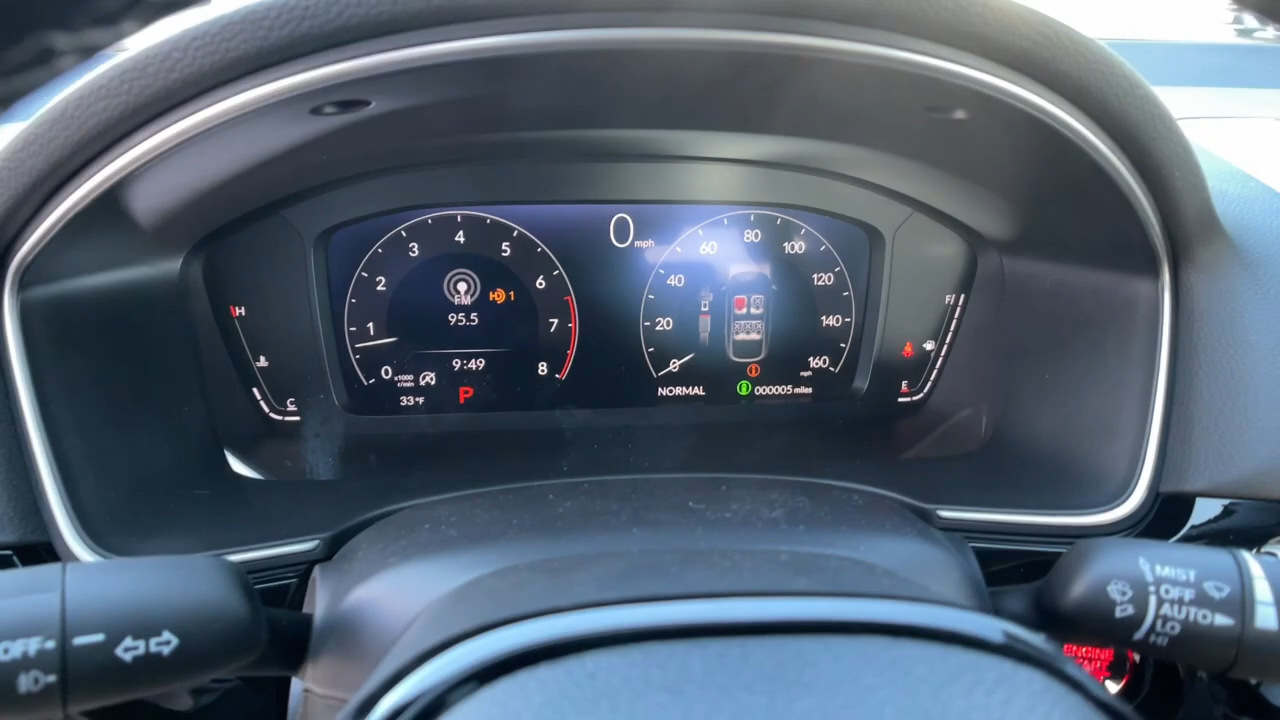 0 mph
4
3
5
2
6
1
7
0
8
x1000
r/min
FM
HD 1
95.5
9:49
33°F
P
H
C
80
60
100
40
120
20
140
0
160
mph
NORMAL
000005 miles
F
E
OFF
MIST
OFF
AUTO
LO
HI
ENGINE